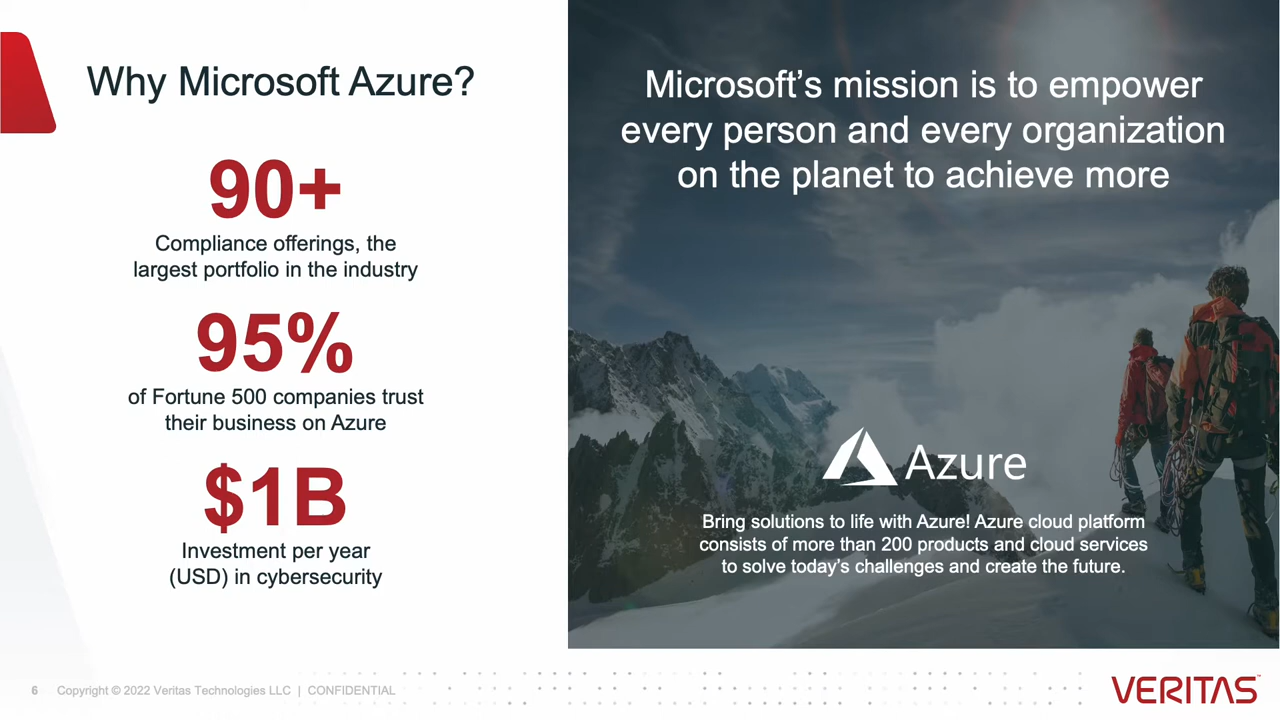 Why Microsoft Azure?
90+
Compliance offerings, the
largest portfolio in the industry
95%
of Fortune 500 companies trust
their business on Azure
$1B
Investment per year
(USD) in cybersecurity
Microsoft’s mission is to empower
every person and every organization
on the planet to achieve more
Azure
Bring solutions to life with Azure! Azure cloud platform
consists of more than 200 products and cloud services
to solve today’s challenges and create the future.
6 Copyright © 2022 Veritas Technologies LLC | CONFIDENTIAL
VERITAS™